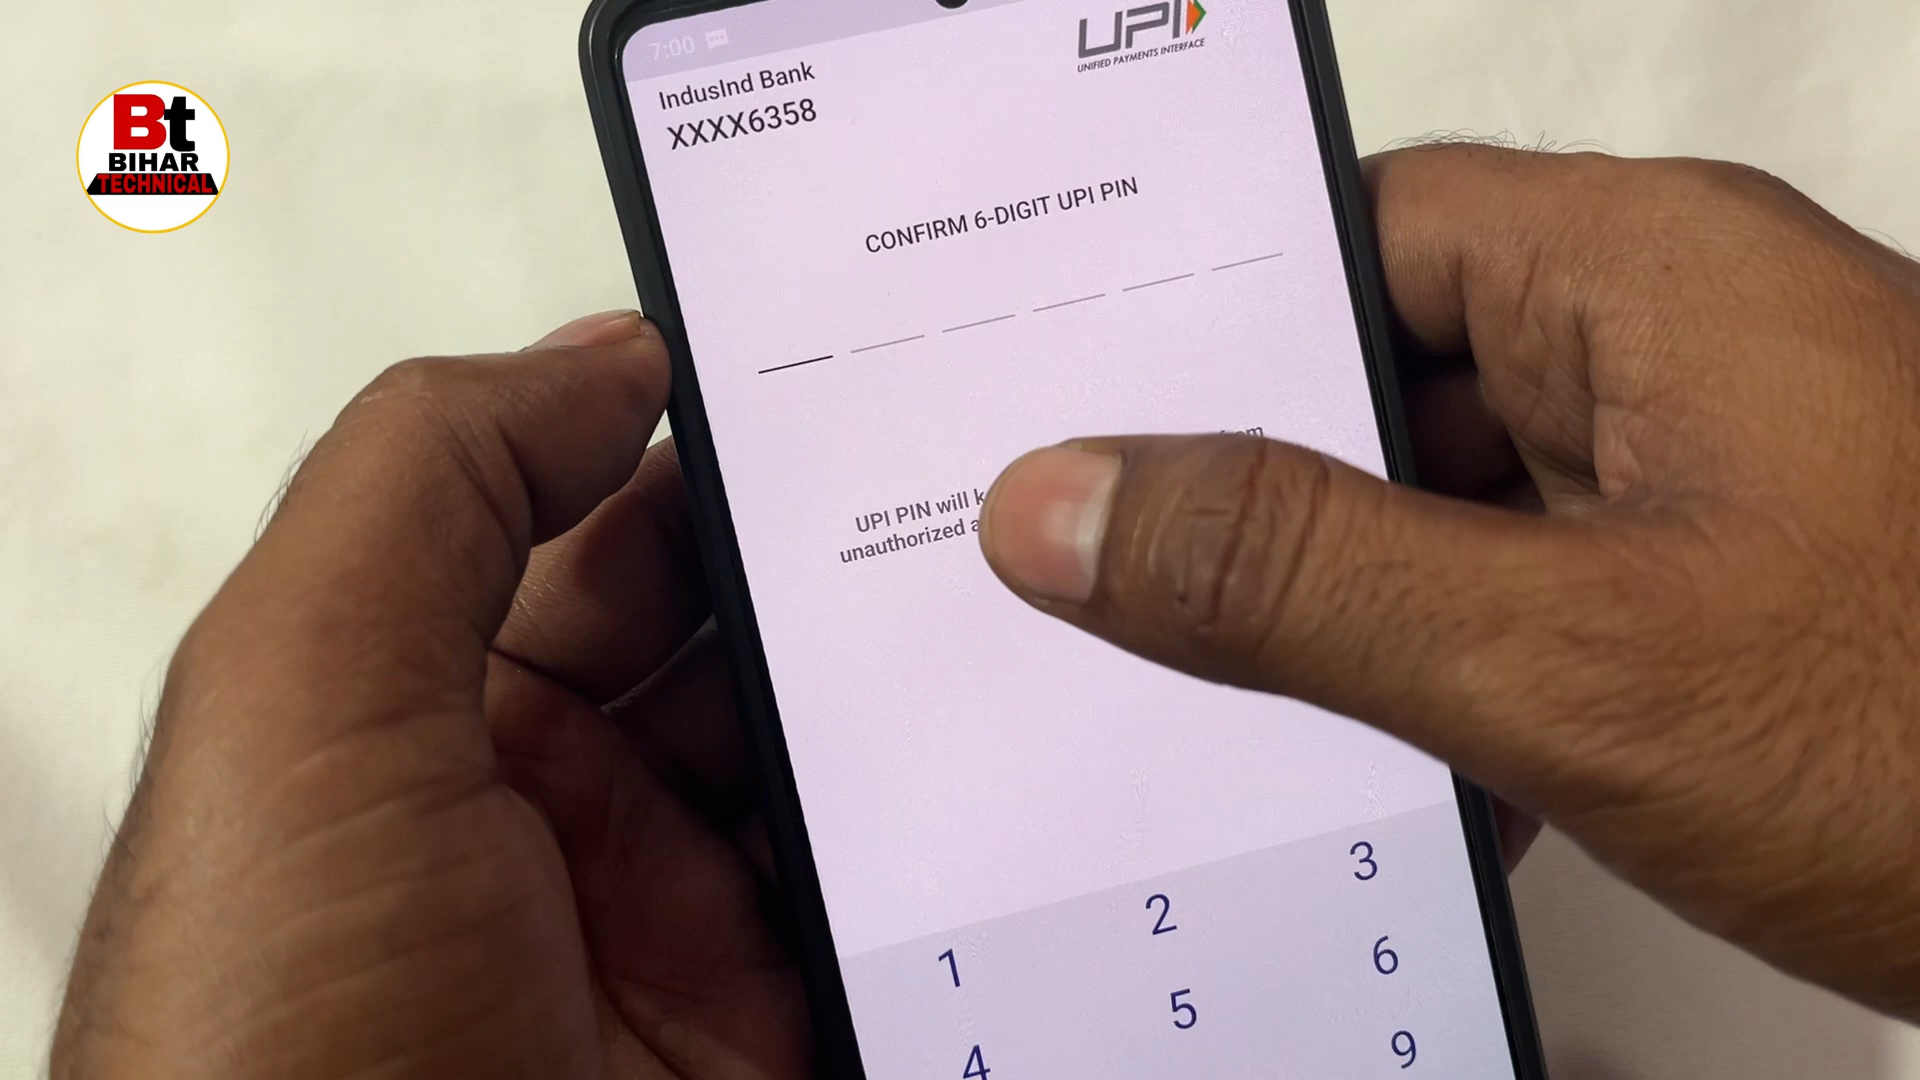 Bt
BIHAR
TECHNICAL
7:00
UPI
UNIFIED PAYMENTS INTERFACE
IndusInd Bank
XXXX6358
CONFIRM 6-DIGIT UPI PIN
UPI PIN will
unauthorized
1 2 3
4 5 6
9